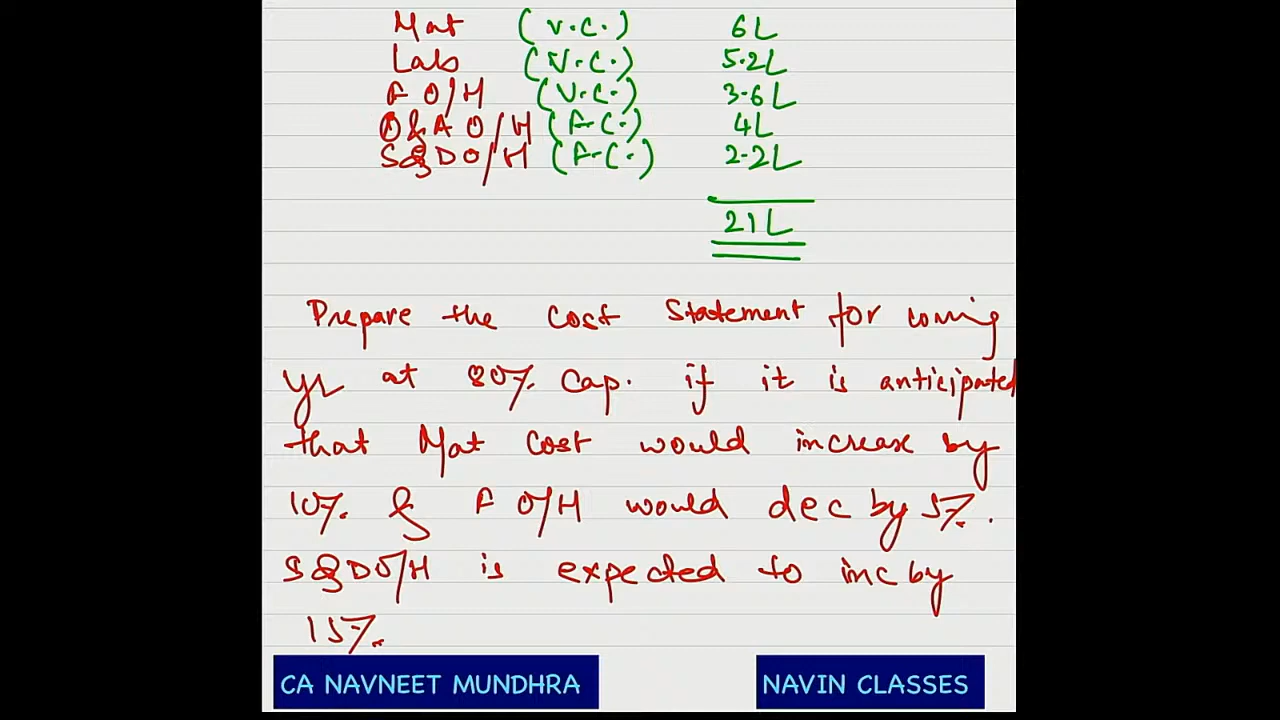 Mat (V.C.) 6L
Lab (V.C.) 5.2L
F O/H (V.C.) 3.6L
O&A O/H (F.C.) 4L
S&D O/H (F.C.) 2.2L
21L
Prepare the cost statement for coming
yr at 80% cap. if it is anticipated
that Mat cost would increase by
10% & F O/H would dec by 5%.
S&D O/H is expected to inc by
15%.
CA NAVNEET MUNDHRA NAVIN CLASSES